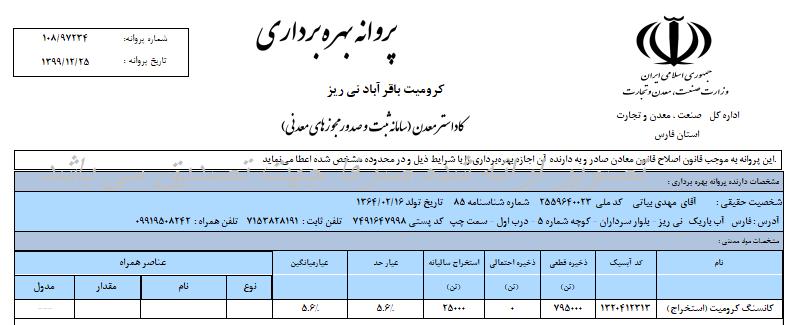 جمهوری اسلامی ایران
وزارت صنعت، معدن و تجارت
اداره کل صنعت ، معدن و تجارت
استان فارس
پروانه بهره برداری
کرومیت باقر آباد نی ریز
کاداستر معدن (سامانه ثبت و صدور مجوزهای معدنی)
شماره پروانه: ۱۰۸/۹۷۲۳۴
تاریخ پروانه : ۱۳۹۹/۱۲/۲۵
این پروانه به موجب قانون اصلاح قانون معادن صادر و به دارنده آن اجازه بهره‌برداری را با شرایط ذیل و در محدوده مشخص شده اعطا می‌نماید.
مشخصات دارنده پروانه بهره برداری :
شخصیت حقیقی : آقای مهدی بیاتی کد ملی ۲۵۵۹۶۴۰۰۲۳ شماره شناسنامه ۸۵ تاریخ تولد ۱۳۶۴/۰۲/۱۶
آدرس : فارس آب باریک نی ریز - بلوار سرداران - کوچه شماره ۵ - درب اول - سمت چپ کد پستی ۷۴۹۱۶۴۷۹۹۸ تلفن ثابت : ۷۱۵۳۸۲۸۱۹۱ تلفن همراه : ۰۹۹۱۹۵۰۸۲۴۲
مشخصات مواد معدنی :
نام کد آیسیک ذخیره قطعی (تن) ذخیره احتمالی (تن) استخراج سالیانه (تن) عیار حد عیارمیانگین عناصر همراه
نوع نام مقدار مدول
کانسنگ کرومیت (استخراج) ۱۳۲۰۴۱۲۳۱۳ ۷۹۵۰۰۰ ۰ ۲۵۰۰۰ ۵.۶٪ ۵.۶٪ ---